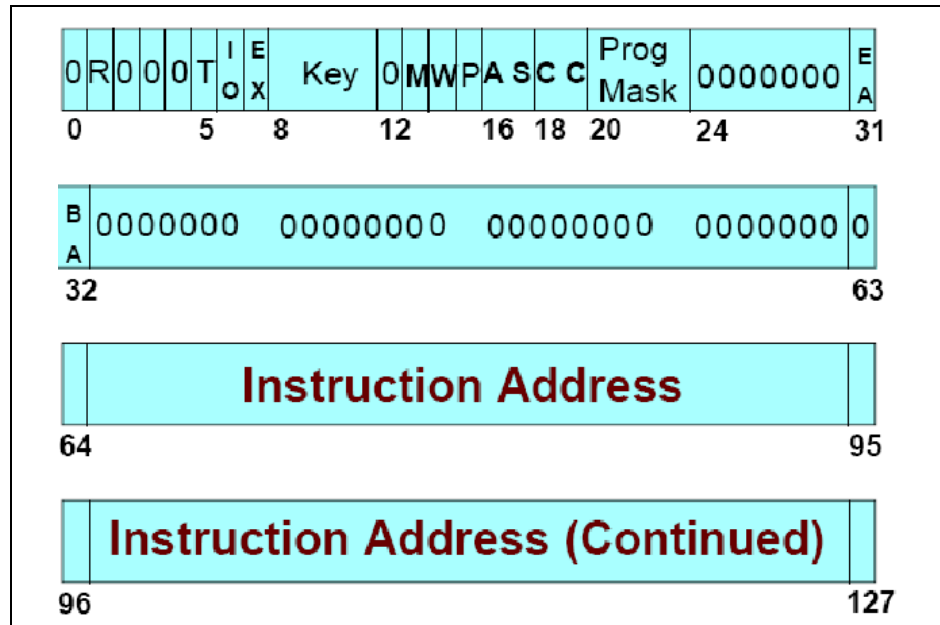 0 R 0 0 0 T I O E X Key 0 M W P A S C C Prog Mask 0000000 E A
0 5 8 12 16 18 20 24 31
B A 0000000 00000000 00000000 0000000 0
32 63
Instruction Address
64 95
Instruction Address (Continued)
96 127